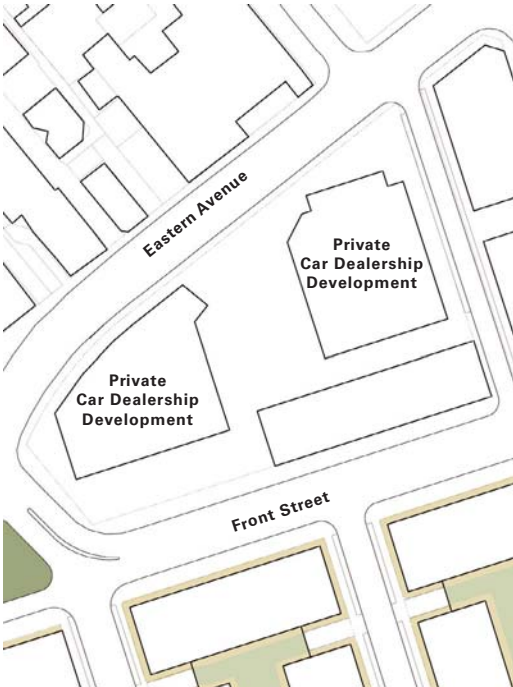 Eastern Avenue
Private
Car Dealership
Development
Private
Car Dealership
Development
Front Street